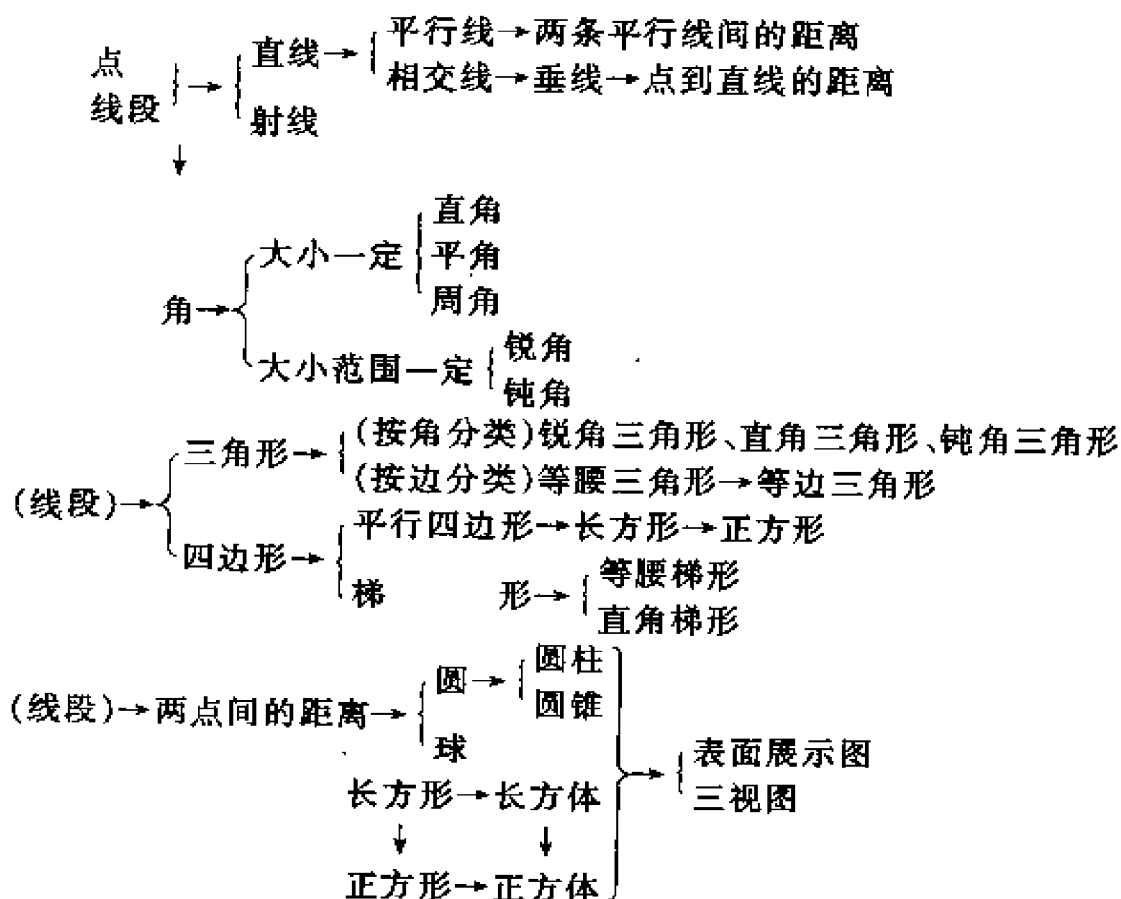 平行线→两条平行线间的距离
直线→
点
相交线→垂线→点到直线的距离
线段
→
射线
↓
直角
大小一定
平角
角→
周角
大小范围一定
锐角
钝角
(按角分类)锐角三角形、直角三角形、钝角三角形
三角形→
(按边分类)等腰三角形→等边三角形
(线段)→
平行四边形→长方形→正方形
四边形→
等腰梯形
梯 形→
直角梯形
圆柱
圆→
圆锥
(线段)→两点间的距离→
球
表面展示图
→
三视图
长方形→长方体
↓ ↓
正方形→正方体